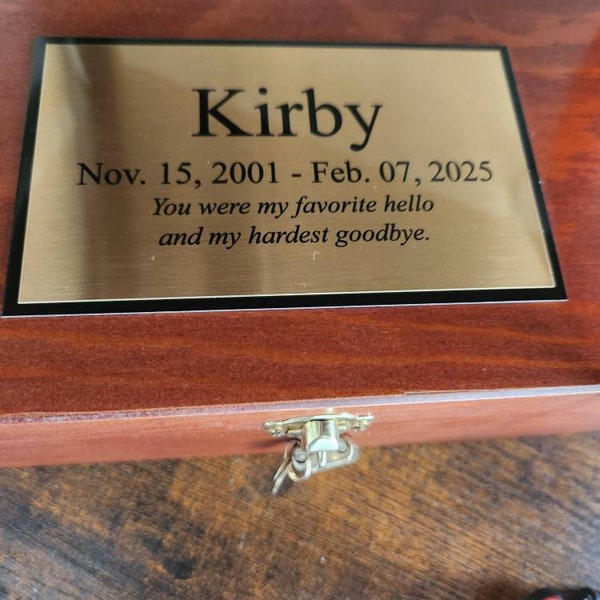 Kirby
Nov. 15, 2001 - Feb. 07, 2025
You were my favorite hello
and my hardest goodbye.